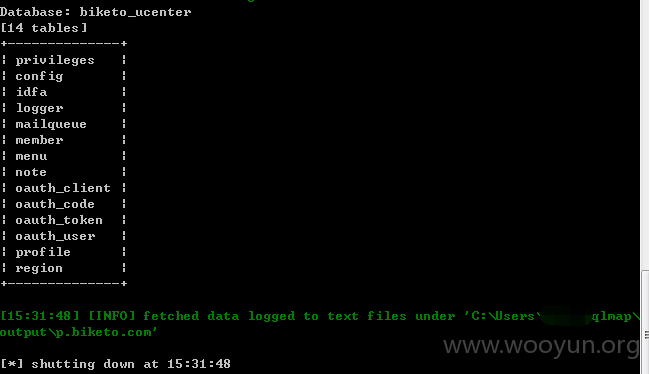 Database: biketo_ucenter
[14 tables]
+--------------+
¦ privileges ¦
¦ config ¦
¦ idfa ¦
¦ logger ¦
¦ mailqueue ¦
¦ member ¦
¦ menu ¦
¦ note ¦
¦ oauth_client ¦
¦ oauth_code ¦
¦ oauth_token ¦
¦ oauth_user ¦
¦ profile ¦
¦ region ¦
+--------------+
[15:31:48] [INFO] fetched data logged to text files under 'C:\Users\ qlmap\
output\p.biketo.com'
www.wooyun.org
[*] shutting down at 15:31:48